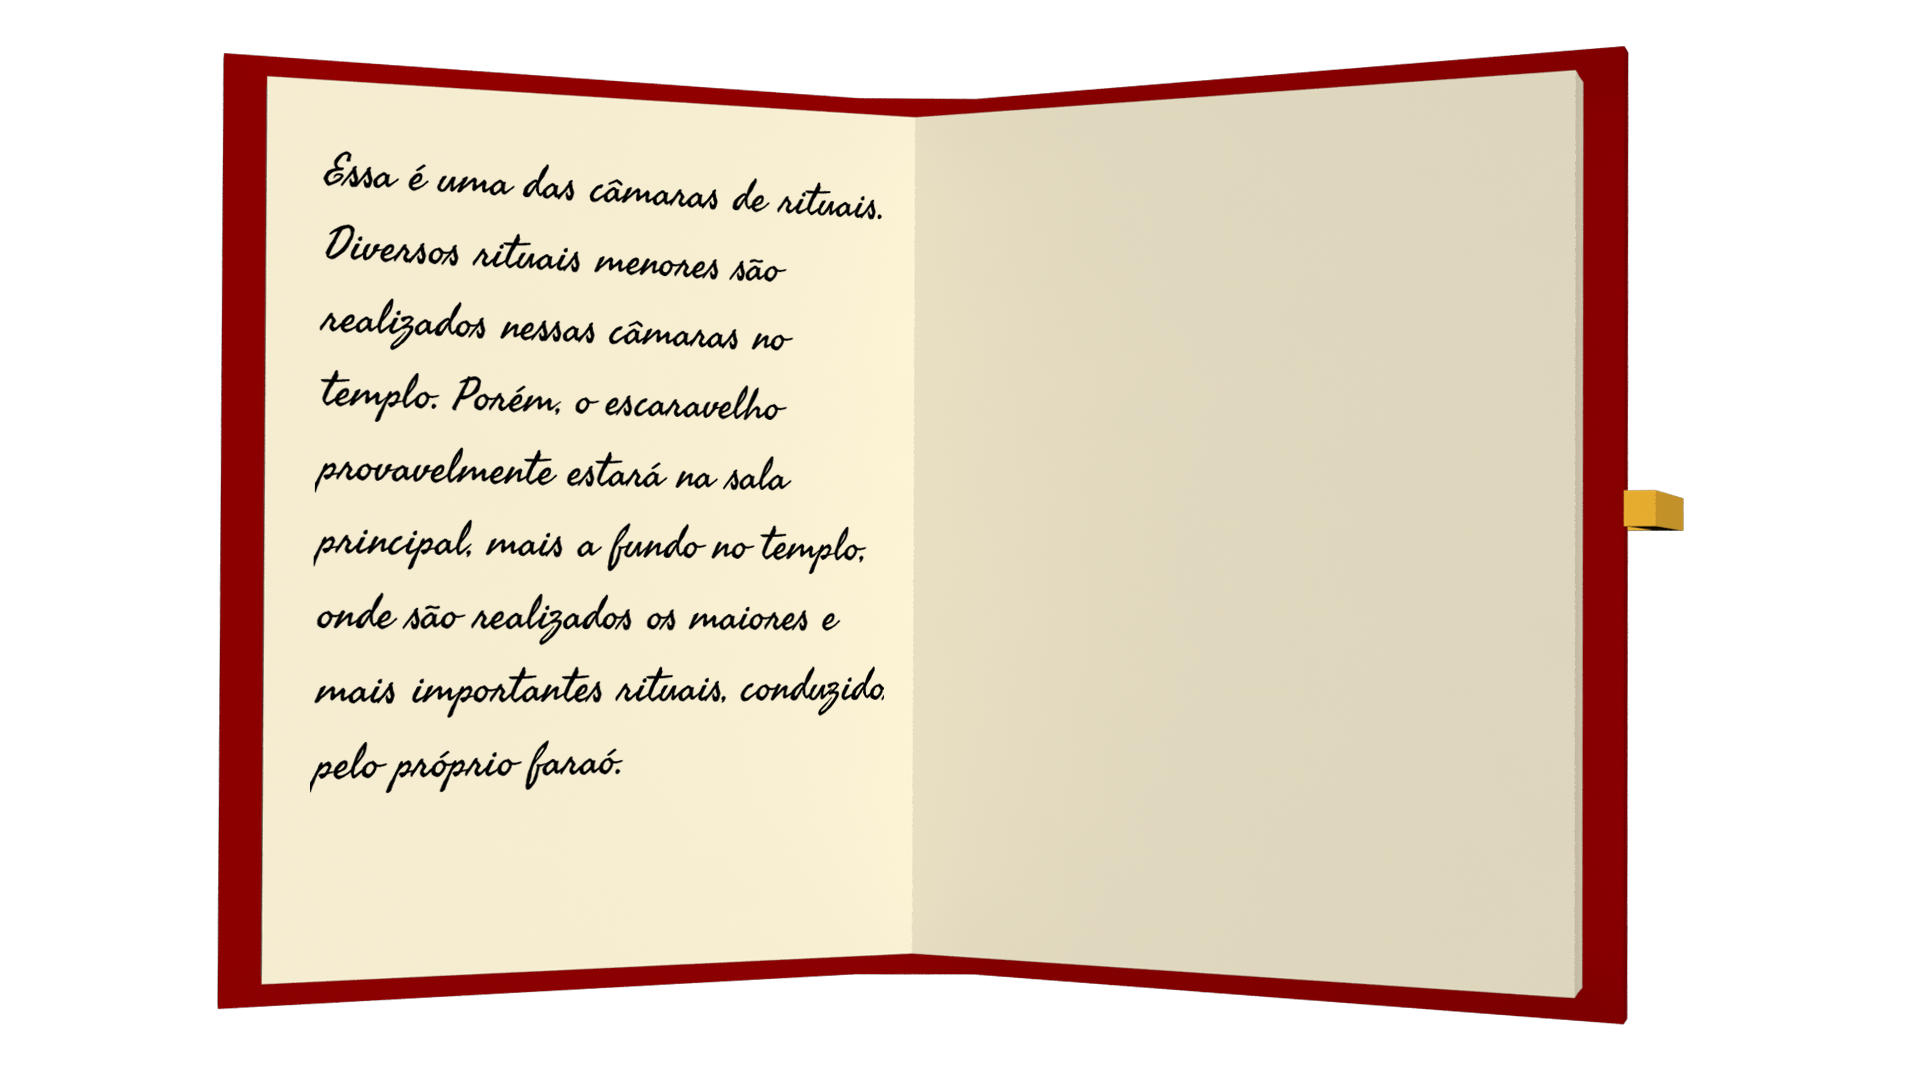 Essa é uma das câmaras de rituais.
Diversos rituais menores são
realizados nessas câmaras no
templo. Porém, o escaravelho
provavelmente estará na sala
principal, mais a fundo no templo,
onde são realizados os maiores e
mais importantes rituais, conduzido
pelo próprio faraó.